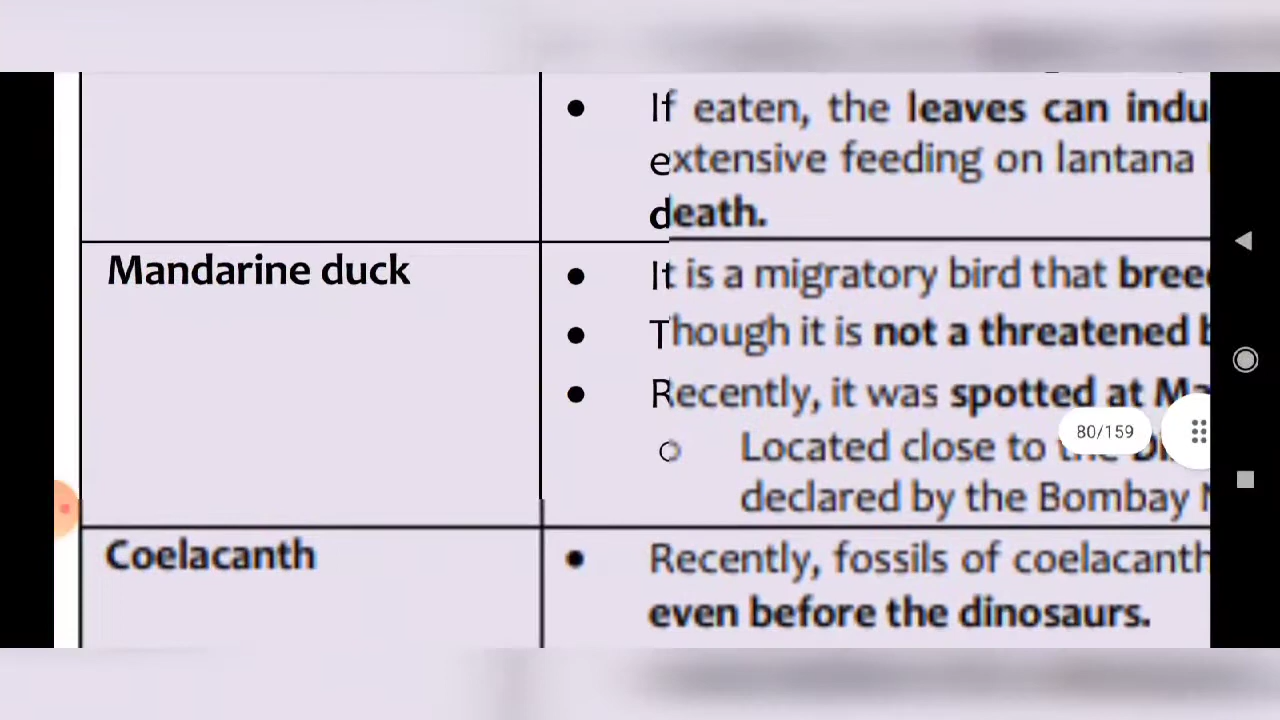 If eaten, the leaves can indu
extensive feeding on lantana
death.
Mandarine duck
It is a migratory bird that
Though it is not a threatened
Recently, it was spotted at
80/159
Located close to
declared by the Bombay
Coelacanth
Recently, fossils of coelacanth
even before the dinosaurs.